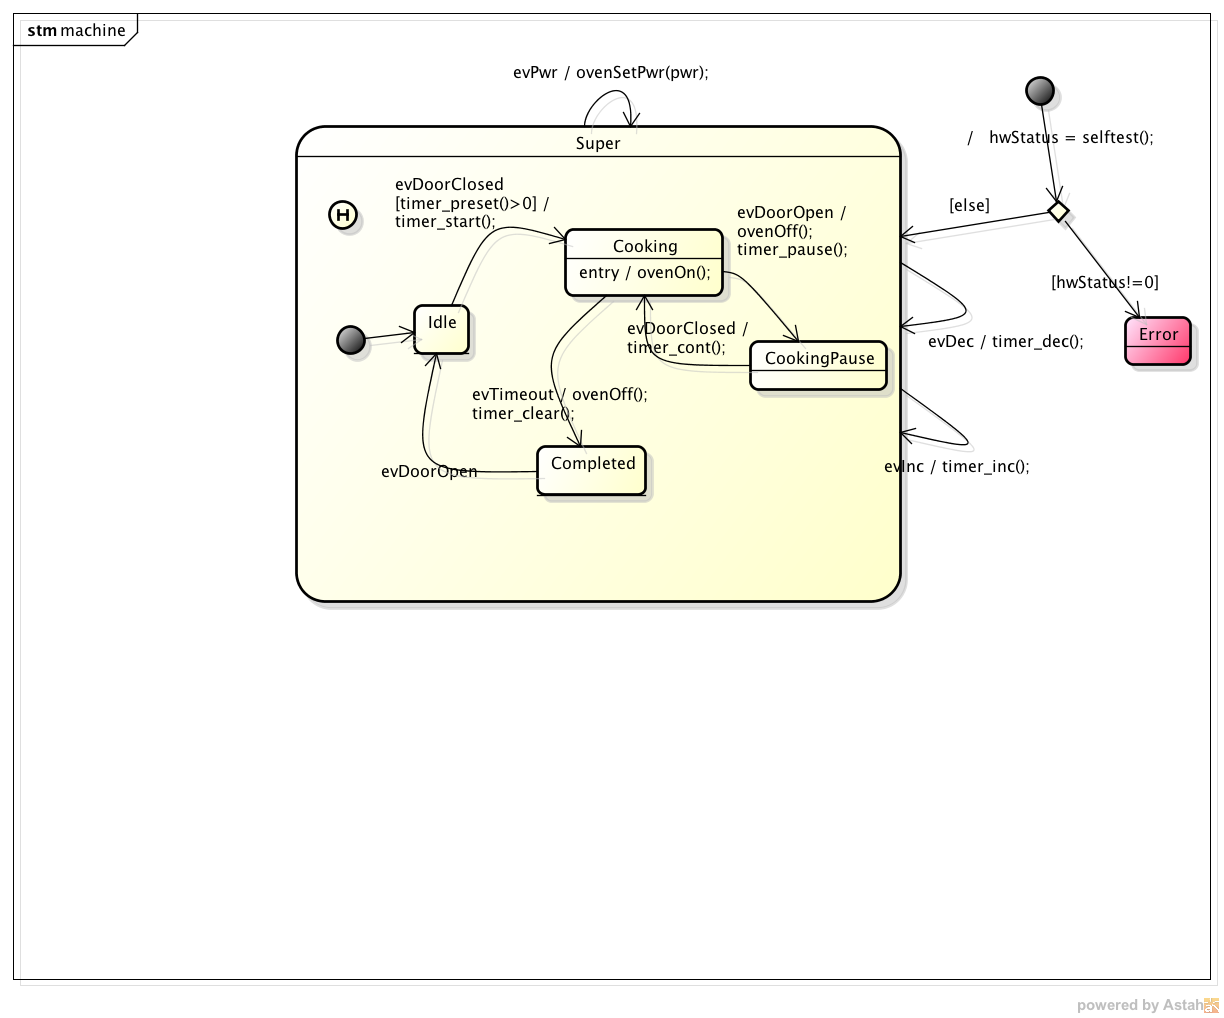 stm machine
evPwr / ovenSetPwr(pwr);
/ hwStatus = selftest();
Super
evDoorClosed
[timer_preset()>0] /
timer_start();
H
[else]
evDoorOpen /
ovenOff();
timer_pause();
Cooking
entry / ovenOn();
[hwStatus!=0]
Idle
evDoorClosed /
timer_cont();
Error
evDec / timer_dec();
CookingPause
evTimeout / ovenOff();
timer_clear();
Completed
evDoorOpen
evInc / timer_inc();
powered by Astah